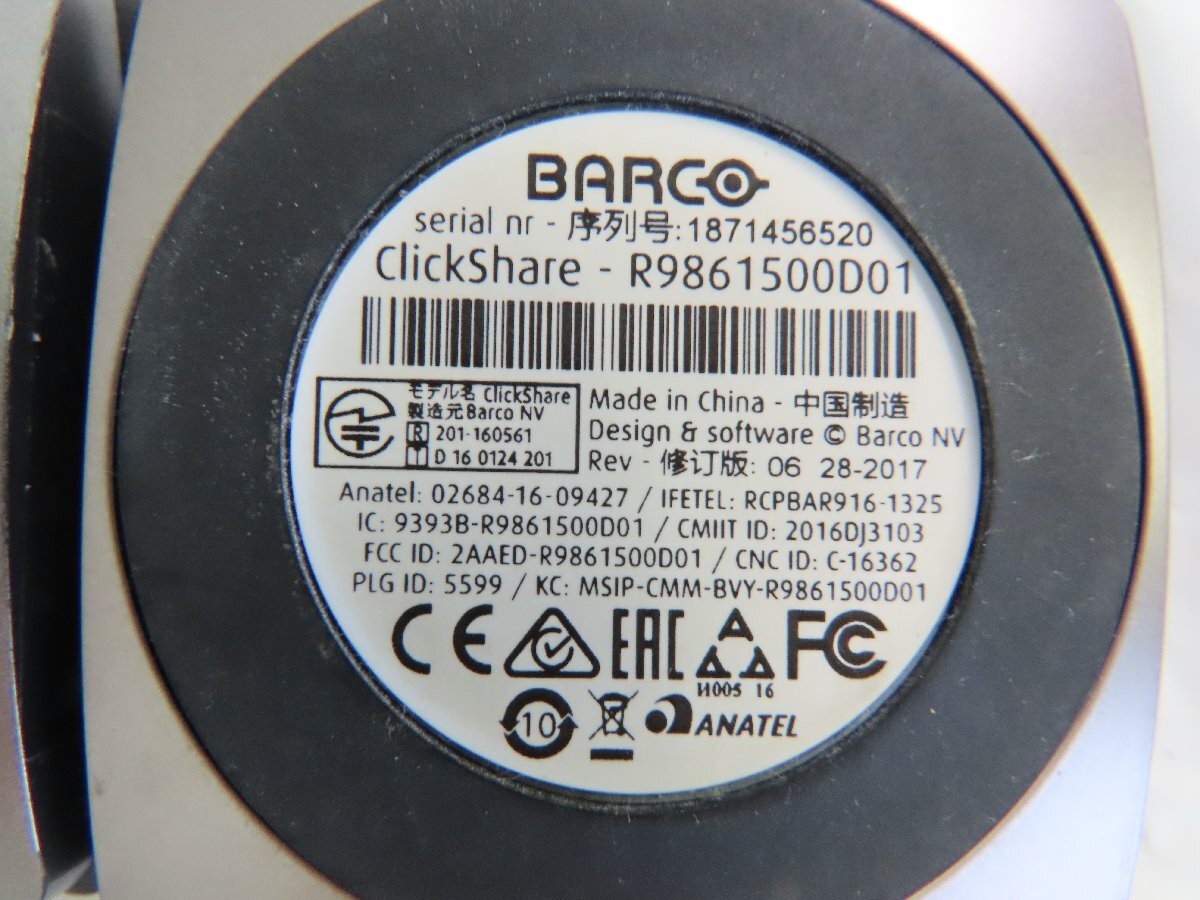 BARCO
serial nr - 序列号:1871456520
ClickShare - R9861500D01
モデル名 ClickShare
製造元Barco NV
R 201-160561
T D 16 0124 201
Made in China - 中国制造
Design & software © Barco NV
Rev - 修订版: 06 28-2017
Anatel: 02684-16-09427 / IFETEL: RCPBAR916-1325
IC: 9393B-R9861500D01 / CMIIT ID: 2016DJ3103
FCC ID: 2AAED-R9861500D01 / CNC ID: C-16362
PLG ID: 5599 / KC: MSIP-CMM-BVY-R9861500D01
CE EAC FC
И005 16
10 ANATEL